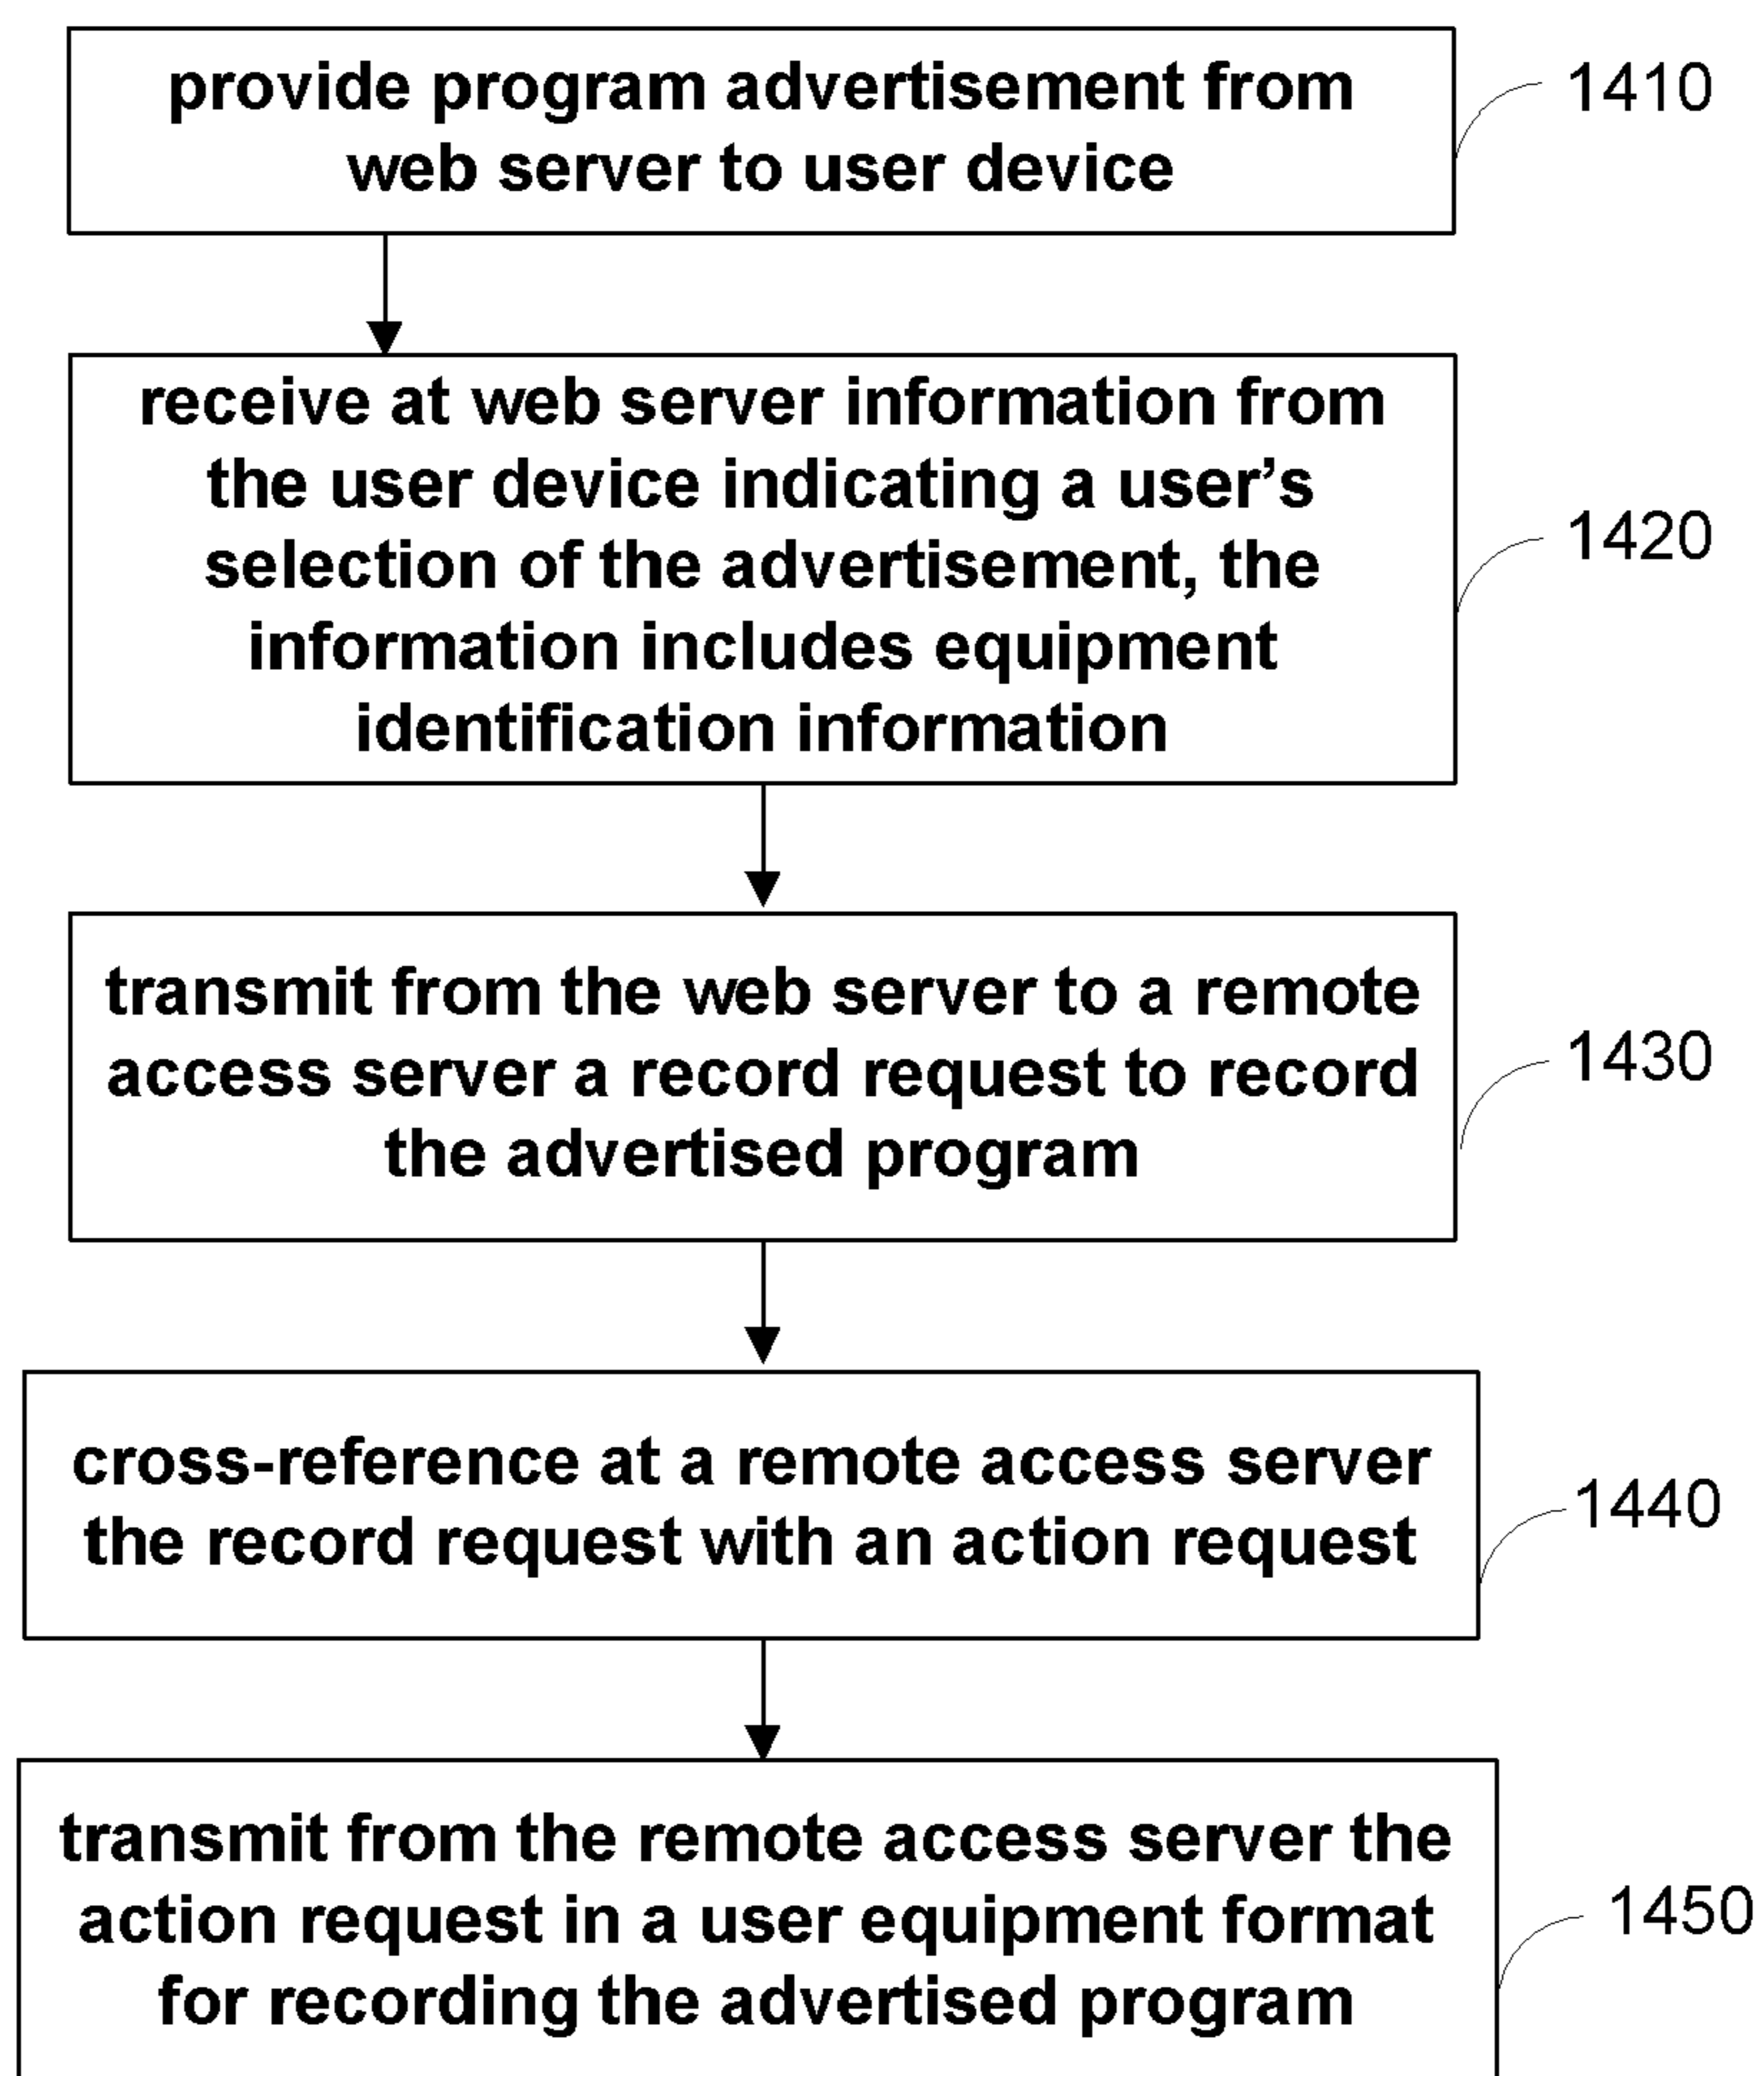 provide program advertisement from
web server to user device
1410
receive at web server information from
the user device indicating a user’s
selection of the advertisement, the
information includes equipment
identification information
1420
transmit from the web server to a remote
access server a record request to record
the advertised program
1430
cross-reference at a remote access server
the record request with an action request
1440
transmit from the remote access server the
action request in a user equipment format
for recording the advertised program
1450